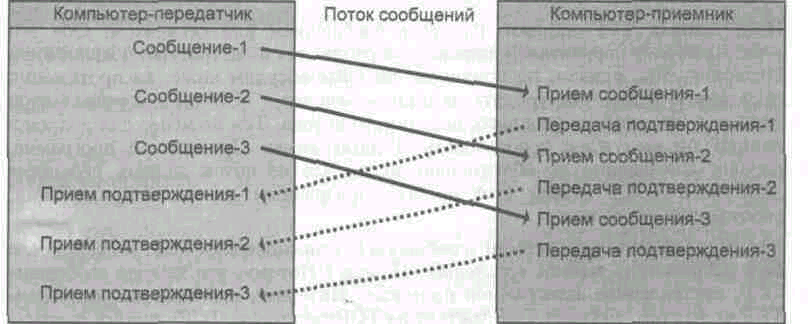 Компьютер-передатчик
Поток сообщений
Компьютер-приемник
Сообщение-1
Сообщение-2
Сообщение-3
Прием подтверждения-1
Прием подтверждения-2
Прием подтверждения-3
Прием сообщения-1
Передача подтверждения-1
Прием сообщения-2
Передача подтверждения-2
Прием сообщения-3
Передача подтверждения-3